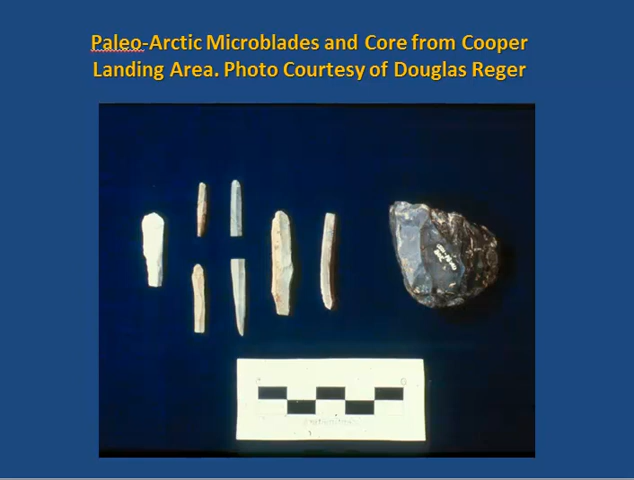 Paleo-Arctic Microblades and Core from Cooper
Landing Area. Photo Courtesy of Douglas Reger